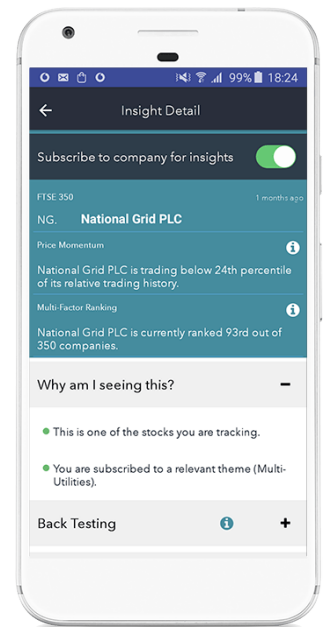 99% 18:24
Insight Detail
Subscribe to company for insights
FTSE 350 1 months ago
NG. National Grid PLC
Price Momentum
National Grid PLC is trading below 24th percentile
of its relative trading history.
Multi-Factor Ranking
National Grid PLC is currently ranked 93rd out of
350 companies.
Why am I seeing this?
This is one of the stocks you are tracking.
You are subscribed to a relevant theme (Multi-
Utilities).
Back Testing